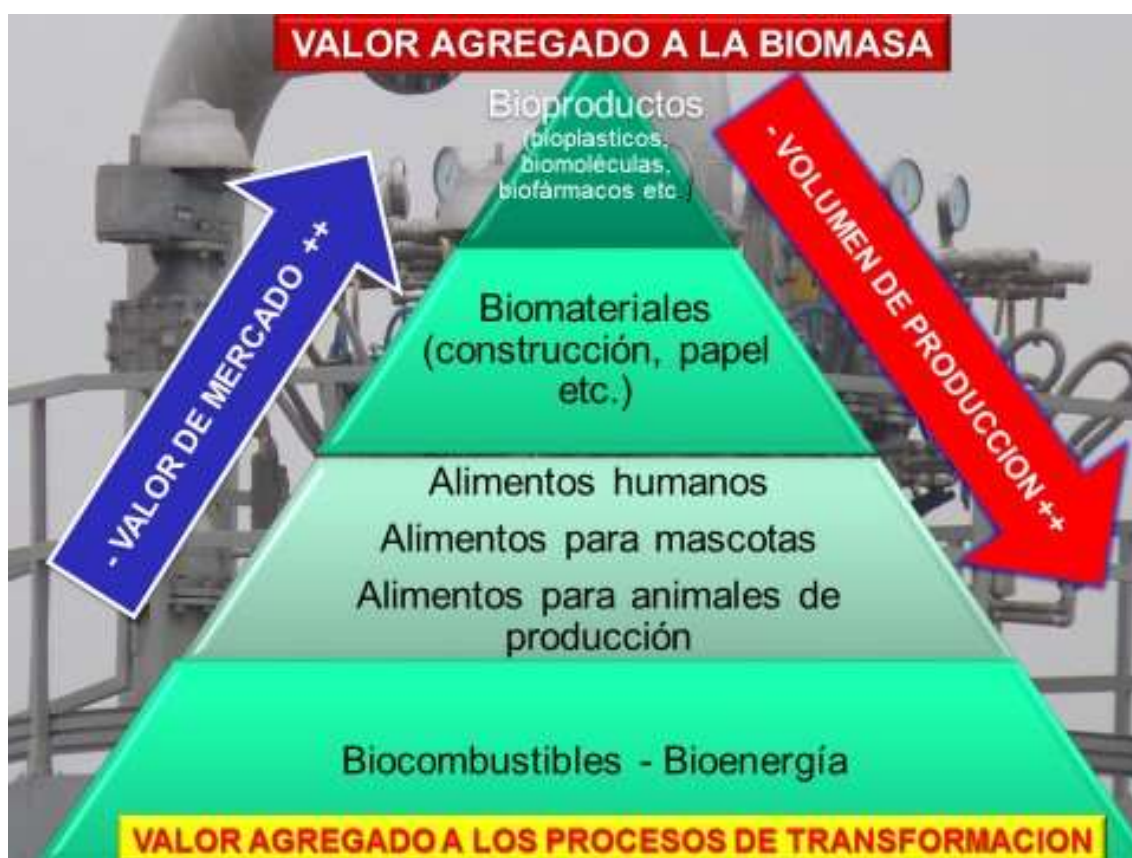 VALOR AGREGADO A LA BIOMASA
Bioproductos
(bioplasticos,
biomoléculas,
biofàrmacos etc.)
- VALOR DE MERCADO ++
- VOLUMEN DE PRODUCCION ++
Biomateriales
(construcción, papel
etc.)
Alimentos humanos
Alimentos para mascotas
Alimentos para animales de
producción
Biocombustibles - Bioenergía
VALOR AGREGADO A LOS PROCESOS DE TRANSFORMACION